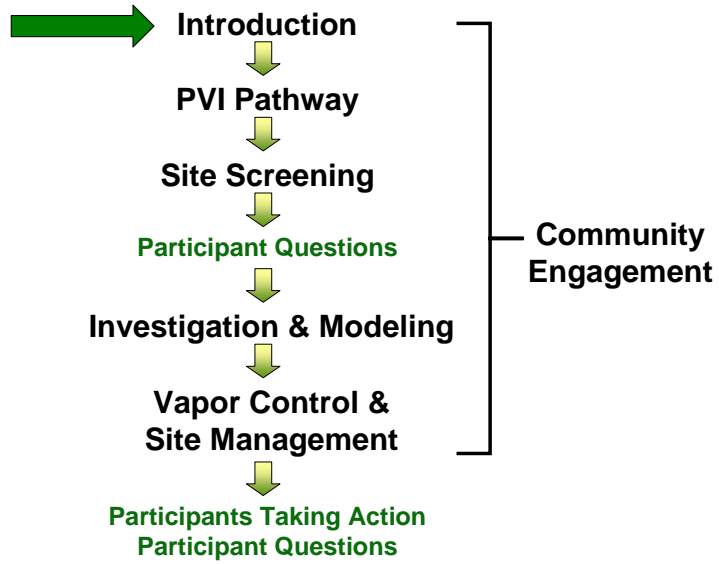 Introduction
PVI Pathway
Site Screening
Participant Questions
Investigation & Modeling
Vapor Control &
Site Management
Participants Taking Action
Participant Questions
Community
Engagement